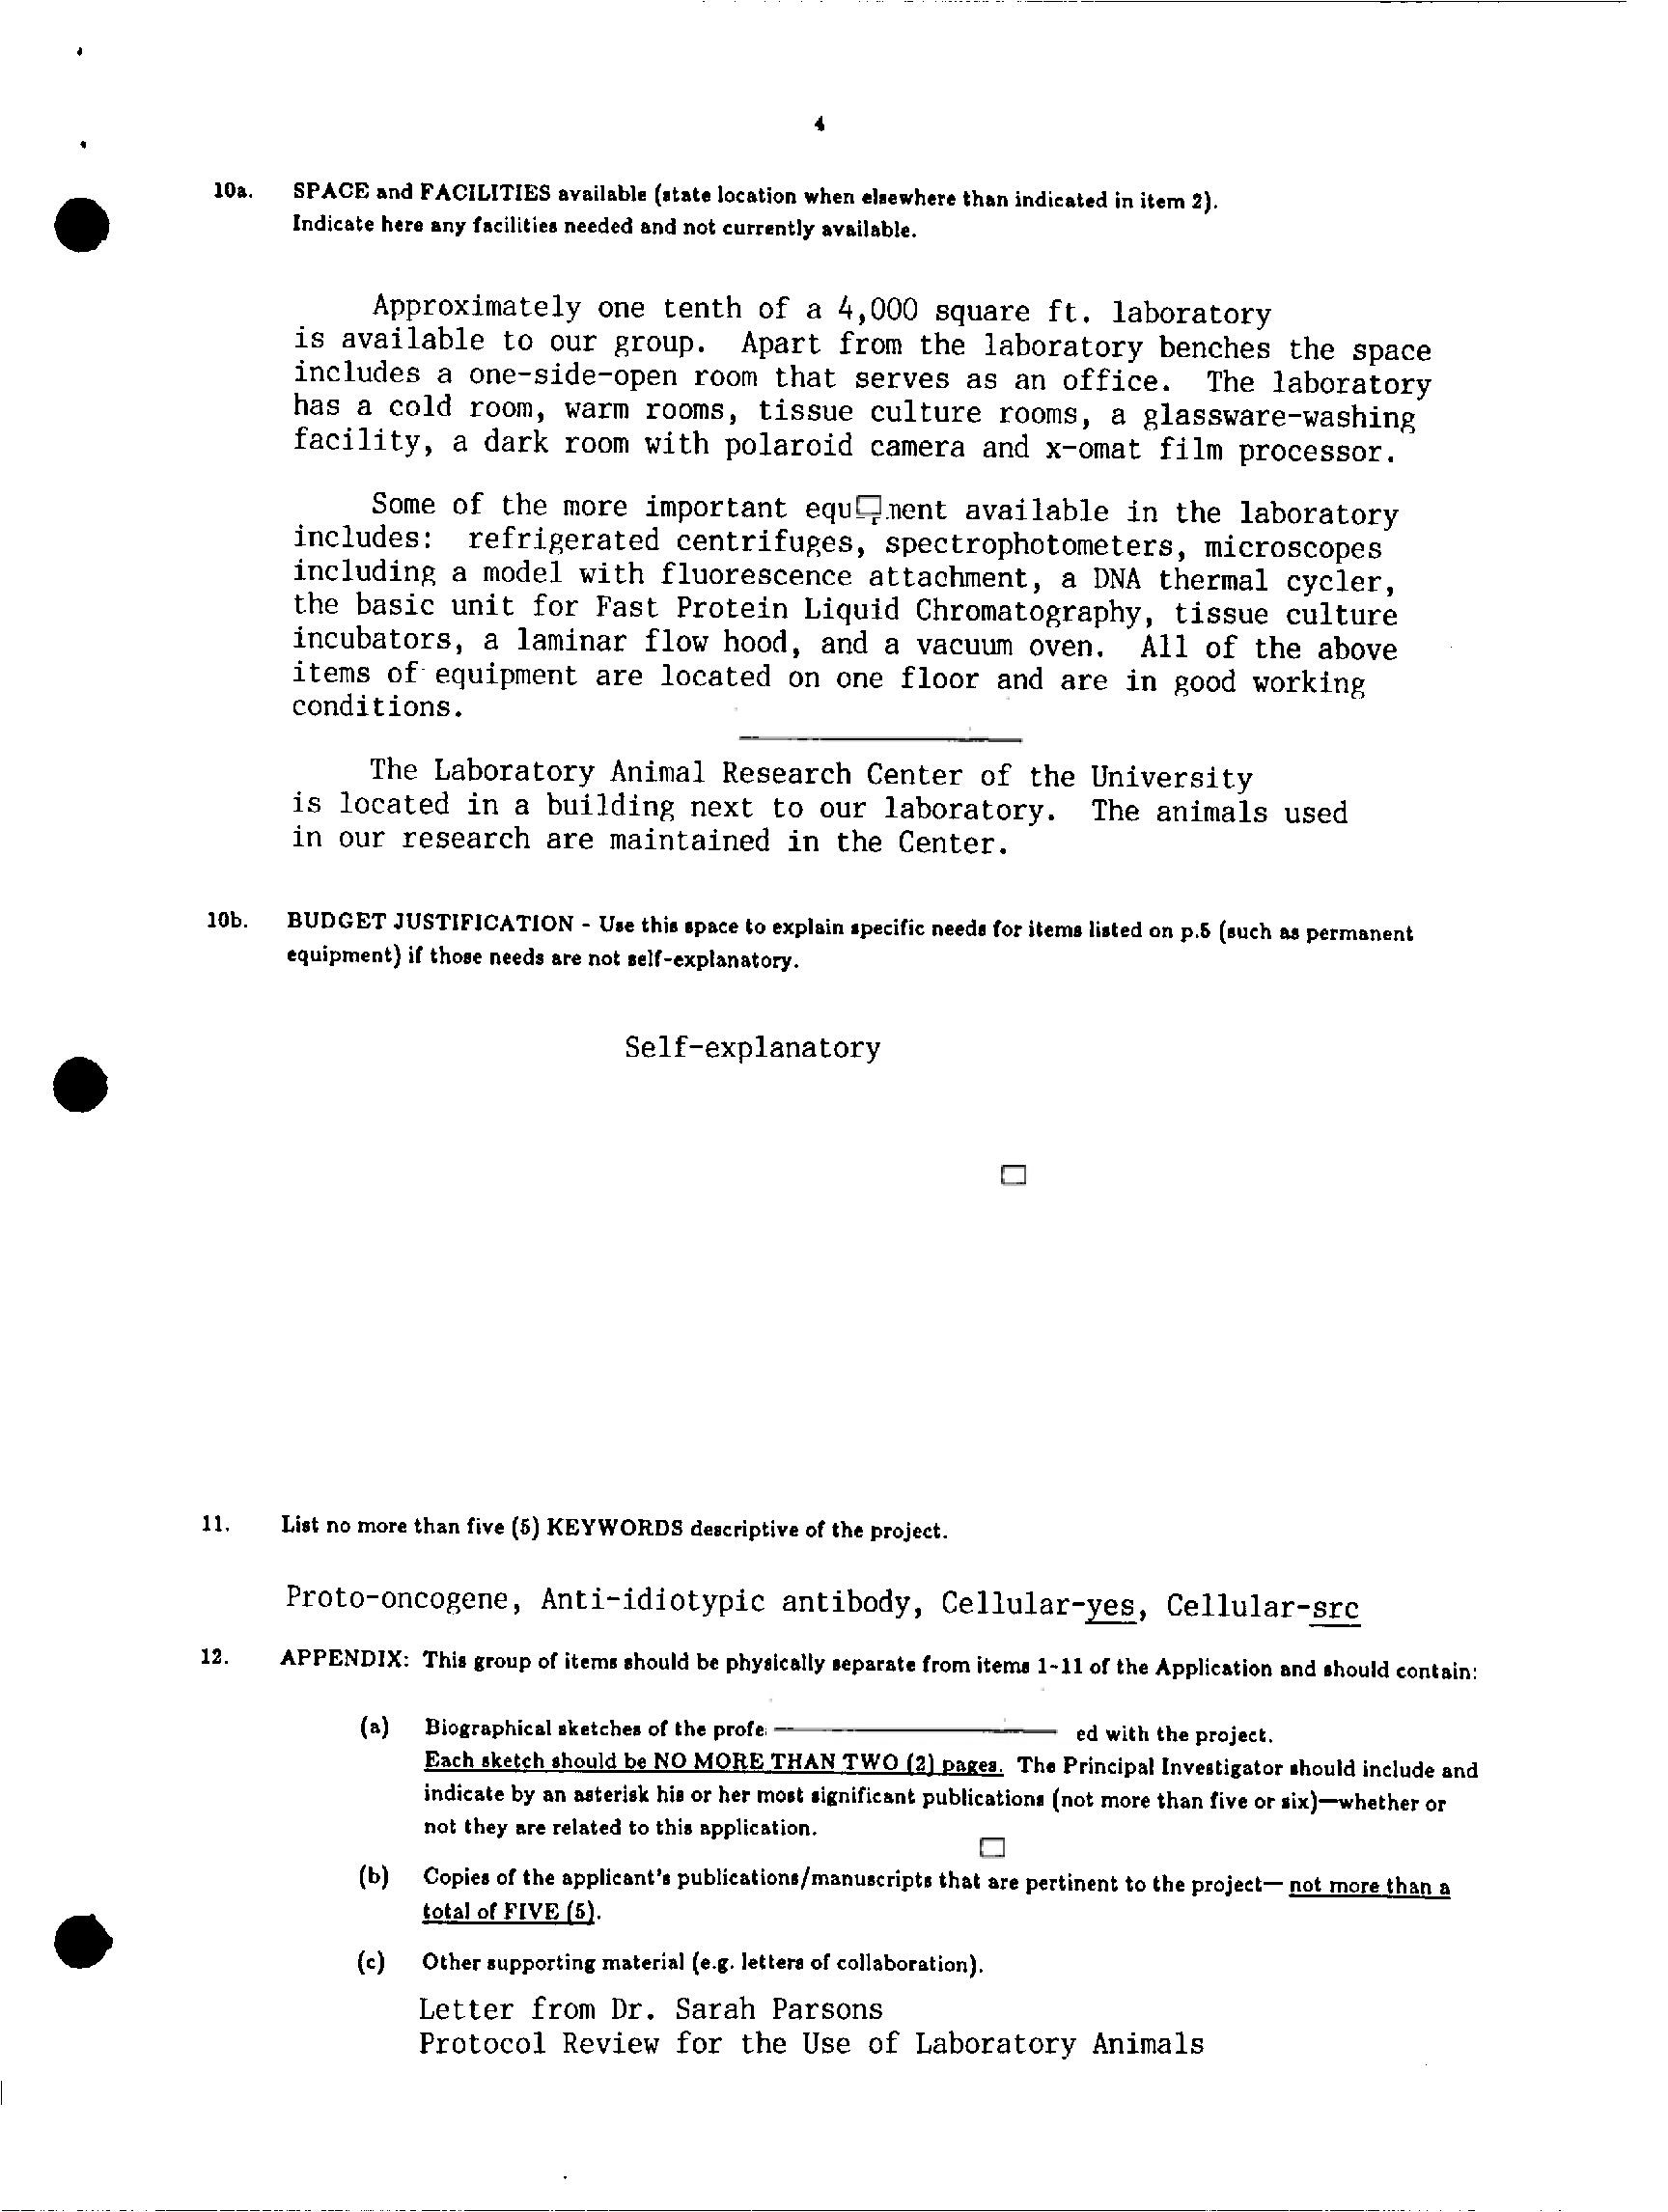 4
10a. SPACE and FACILITIES available (state location when elsewhere than indicated in item 2).
Indicate here any facilities needed and not currently available.
Approximately one tenth of a 4,000 square ft. laboratory
is available to our group. Apart from the laboratory benches the space
includes a one-side-open room that serves as an office. The laboratory
has a cold room, warm rooms, tissue culture rooms, a glassware-washing
facility, a dark room with polaroid camera and x-omat film processor.
Some of the more important available in the laboratory
includes: refrigerated centrifuges, spectrophotometers, microscopes
including a model with fluorescence attachment, a DNA thermal cycler,
the basic unit for Fast Protein Liquid Chromatography, tissue culture
incubators, a laminar flow hood, and a vacuum oven. All of the above
items of equipment are located on one floor and are in good working
conditions.
The Laboratory Animal Research Center of the University
is located in a building next to our laboratory. The animals used
in our research are maintained in the Center.
10b. BUDGET JUSTIFICATION - Use this space to explain specific needs for items listed on p.5 (such as permanent
equipment) if those needs are not self-explanatory.
Self-explanatory
11. List no more than five (5) KEYWORDS descriptive of the project.
Proto-oncogene, Anti-idiotypic antibody, Cellular-yes, Cellular-src
12. APPENDIX: This group of items should be physically separate from items 1-11 of the Application and should contain:
(a) Biographical sketches of the profe ed with the project.
Each sketch should be NO MORE THAN TWO (2) pages. The Principal Investigator should include and
indicate by an asterisk his or her most significant publications (not more than five or six)—whether or
not they are related to this application.
(b) Copies of the applicant's publications/manuscripts that are pertinent to the project— not more than a
total of FIVE (5).
(c) Other supporting material (e.g. letters of collaboration).
Letter from Dr. Sarah Parsons
Protocol Review for the Use of Laboratory Animals